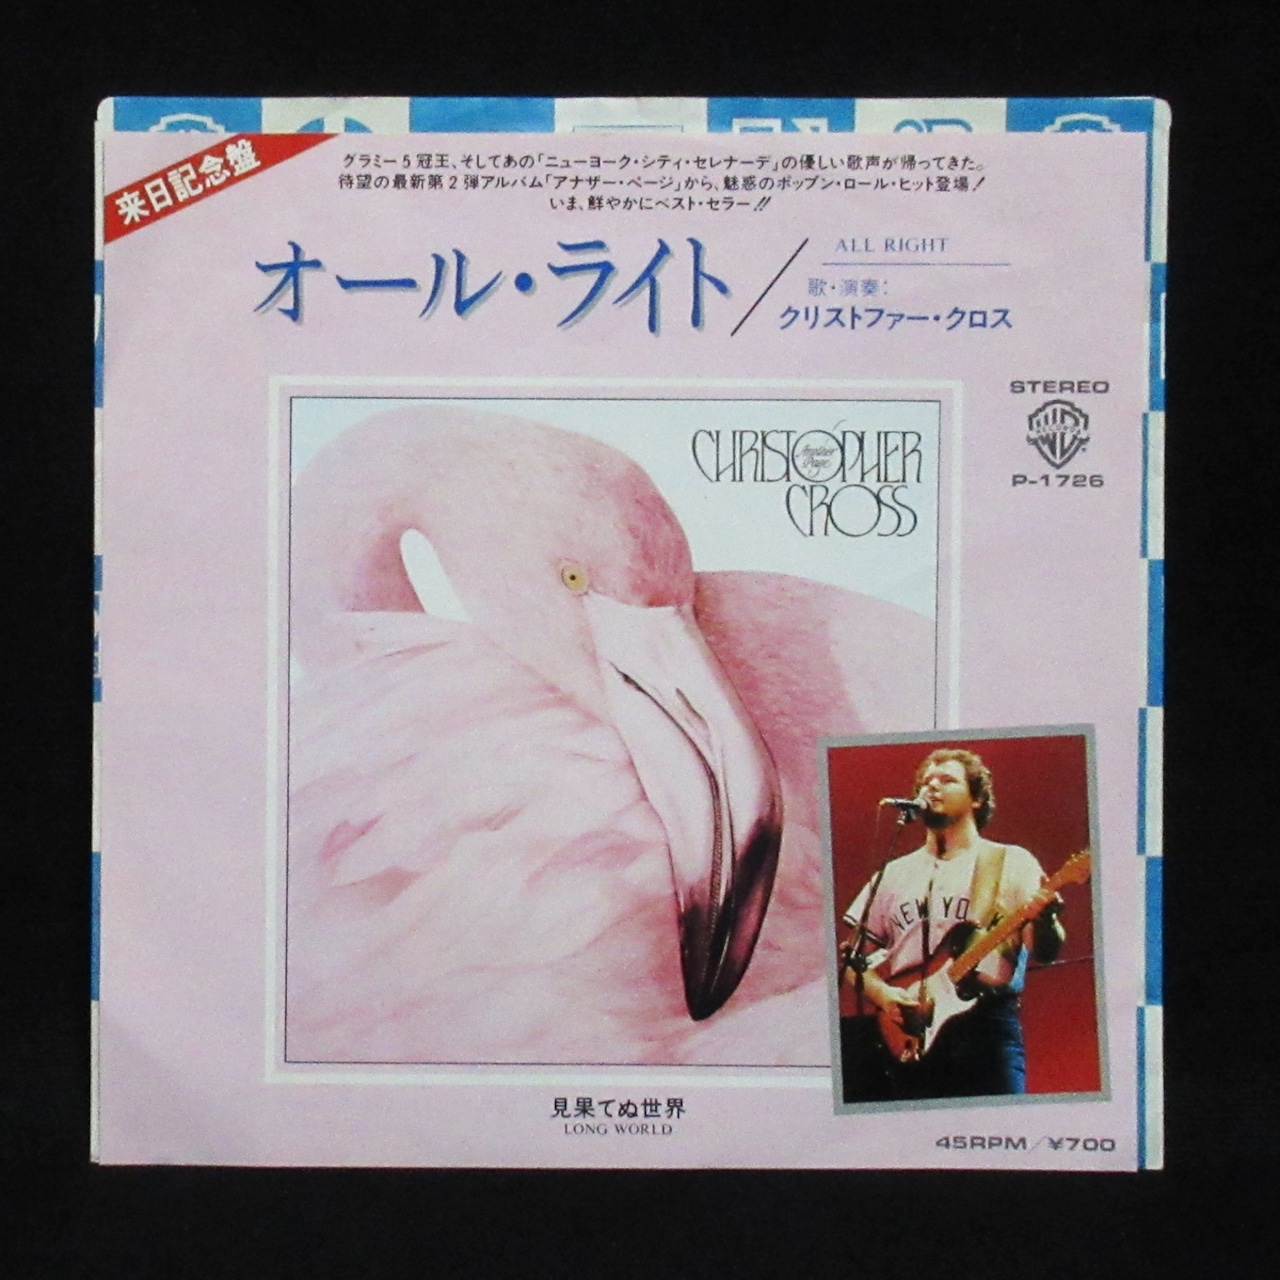 来日記念盤
グラミー5冠王、そしてあの「ニューヨーク・シティ・セレナーデ」の優しい歌声が帰ってきた。
待望の最新第2弾アルバム「アナザー・ページ」から、魅惑のポップン・ロール・ヒット登場!
いま、鮮やかにベスト・セラー!!
オール・ライト/
ALL RIGHT
歌・演奏:
クリストファー・クロス
STEREO
RECORDS
P-1726
CHRISTOPHER
Another
Page
CROSS
NEW YO K
見果てぬ世界
LONG WORLD
45RPM/¥700